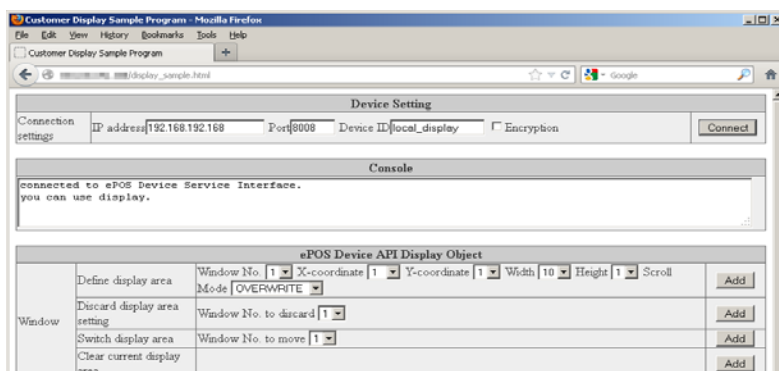 Customer Display Sample Program - Mozilla Firefox
File Edit View History Bookmarks Tools Help
Customer Display Sample Program +
/display_sample.html Google
Device Setting
Connection settings
IP address 192.168.192.168 Port 8008 Device ID local_display Encryption Connect
Console
connected to ePOS Device Service Interface.
you can use display.
ePOS Device API Display Object
Window
Define display area
Window No. 1 X-coordinate 1 Y-coordinate 1 Width 10 Height 1 Scroll
Mode OVERWRITE
Add
Discard display area
setting
Window No. to discard 1
Add
Switch display area
Window No. to move 1
Add
Clear current display
area
Add